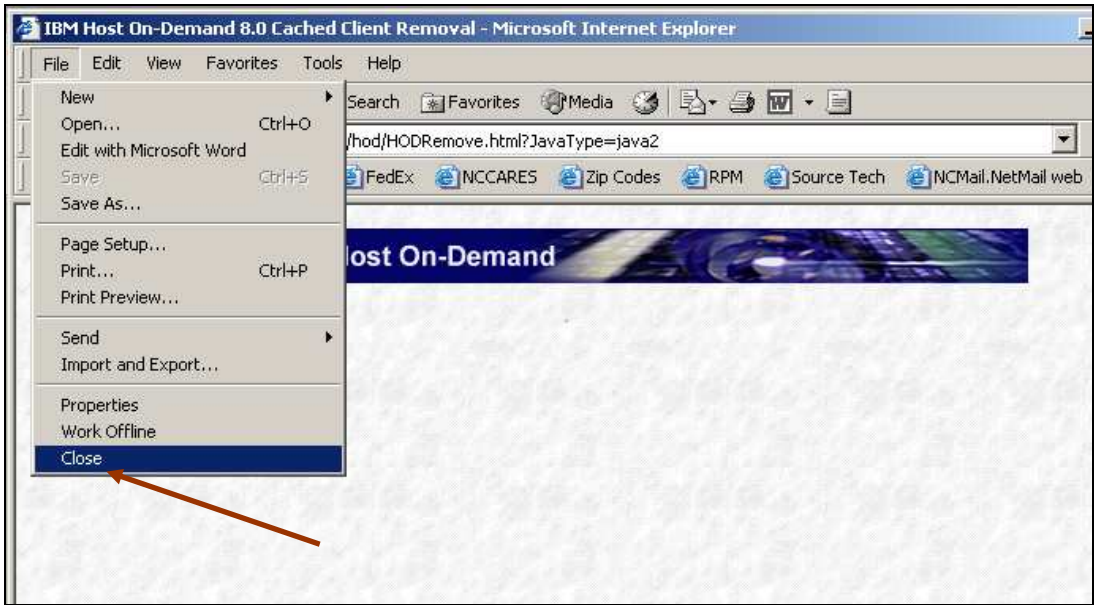 IBM Host On-Demand 8.0 Cached Client Removal - Microsoft Internet Explorer
File Edit View Favorites Tools Help
New
Search Favorites Media
Open... Ctrl+O
/hod/HODRemove.html?JavaType=java2
Edit with Microsoft Word
Save Ctrl+S
FedEx NCCARES Zip Codes RPM Source Tech NCMail.NetMail web
Save As...
Page Setup...
ost On-Demand
Print... Ctrl+P
Print Preview...
Send
Import and Export...
Properties
Work Offline
Close